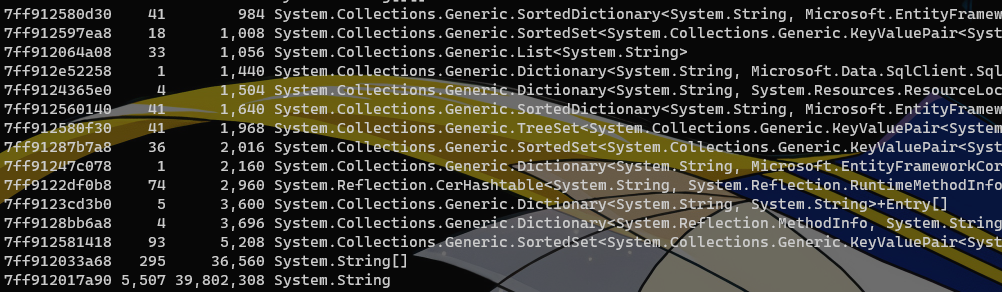 7ff912580d30 41 984 System.Collections.Generic.SortedDictionary<System.String, Microsoft.EntityFramew
7ff912597ea8 18 1,008 System.Collections.Generic.SortedSet<System.Collections.Generic.KeyValuePair<Syst
7ff912064a08 33 1,056 System.Collections.Generic.List<System.String>
7ff912e52258 1 1,440 System.Collections.Generic.Dictionary<System.String, Microsoft.Data.SqlClient.Sql
7ff9124365e0 4 1,504 System.Collections.Generic.Dictionary<System.String, System.Resources.ResourceLoc
7ff912560140 41 1,640 System.Collections.Generic.SortedDictionary<System.String, Microsoft.EntityFramew
7ff912580f30 41 1,968 System.Collections.Generic.TreeSet<System.Collections.Generic.KeyValuePair<System
7ff91287b7a8 36 2,016 System.Collections.Generic.SortedSet<System.Collections.Generic.KeyValuePair<Syst
7ff91247c078 1 2,160 System.Collections.Generic.Dictionary<System.String, Microsoft.EntityFrameworkCor
7ff9122df0b8 74 2,960 System.Reflection.CerHashtable<System.String, System.Reflection.RuntimeMethodInfo
7ff9123cd3b0 5 3,600 System.Collections.Generic.Dictionary<System.String, System.String>+Entry[]
7ff9128bb6a8 4 3,696 System.Collections.Generic.Dictionary<System.Reflection.MethodInfo, System.String
7ff912581418 93 5,208 System.Collections.Generic.SortedSet<System.Collections.Generic.KeyValuePair<Syst
7ff912033a68 295 36,560 System.String[]
7ff912017a90 5,507 39,802,308 System.String